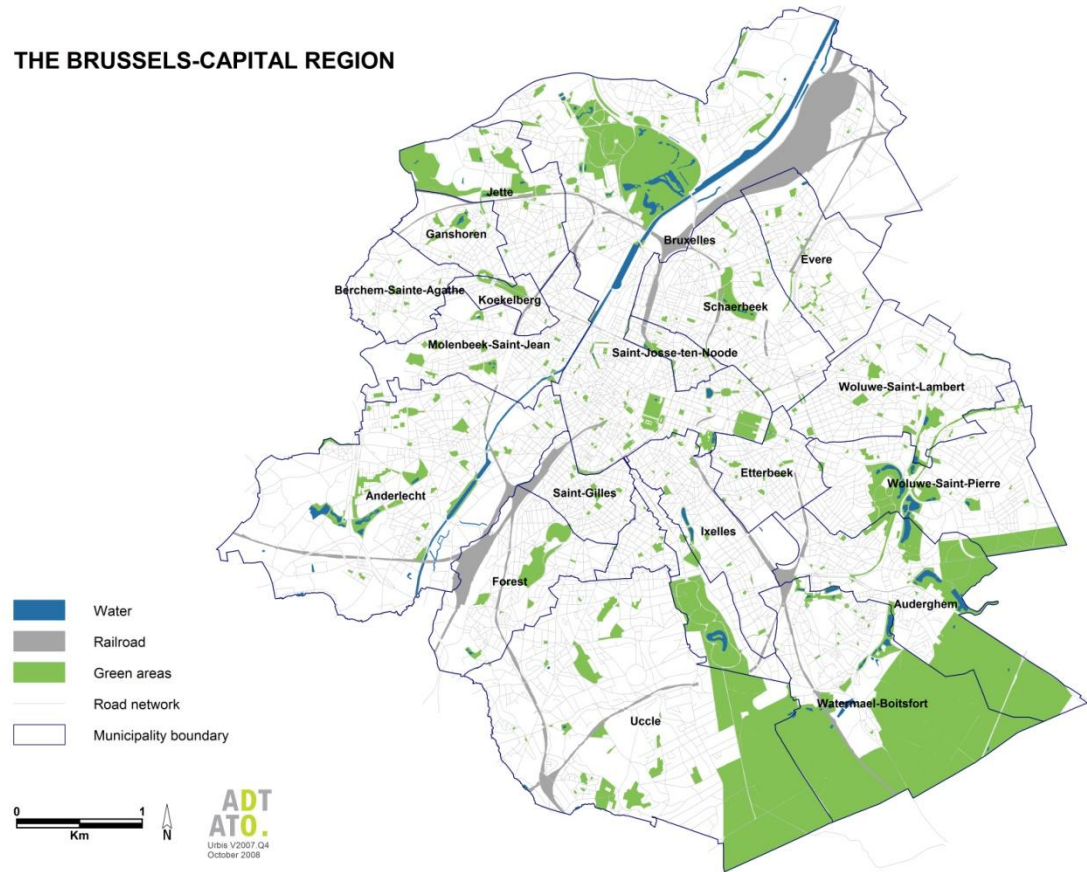 THE BRUSSELS-CAPITAL REGION
Jette
Ganshoren
Bruxelles
Evere
Berchem-Sainte-Agathe
Koekelberg
Schaerbeek
Molenbeek-Saint-Jean
Saint-Josse-ten-Noode
Woluwe-Saint-Lambert
Etterbeek
Woluwe-Saint-Pierre
Anderlecht
Saint-Gilles
Ixelles
Forest
Auderghem
Watermael-Boitsfort
Uccle
Water
Railroad
Green areas
Road network
Municipality boundary
0 1
Km
N
ADT
ATO.
Urbis V2007.Q4
October 2008